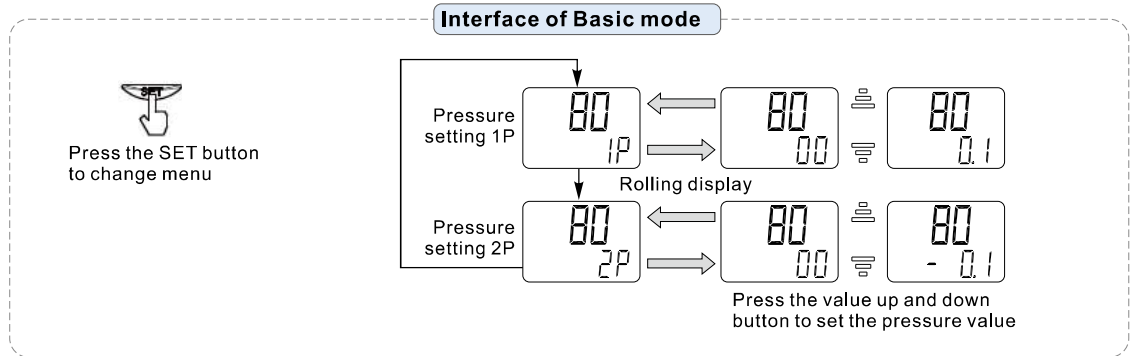 Interface of Basic mode
SET
Press the SET button
to change menu
Pressure
setting 1P
80
1P
80
00
80
0.1
Rolling display
Pressure
setting 2P
80
2P
80
00
80
- 0.1
Press the value up and down
button to set the pressure value